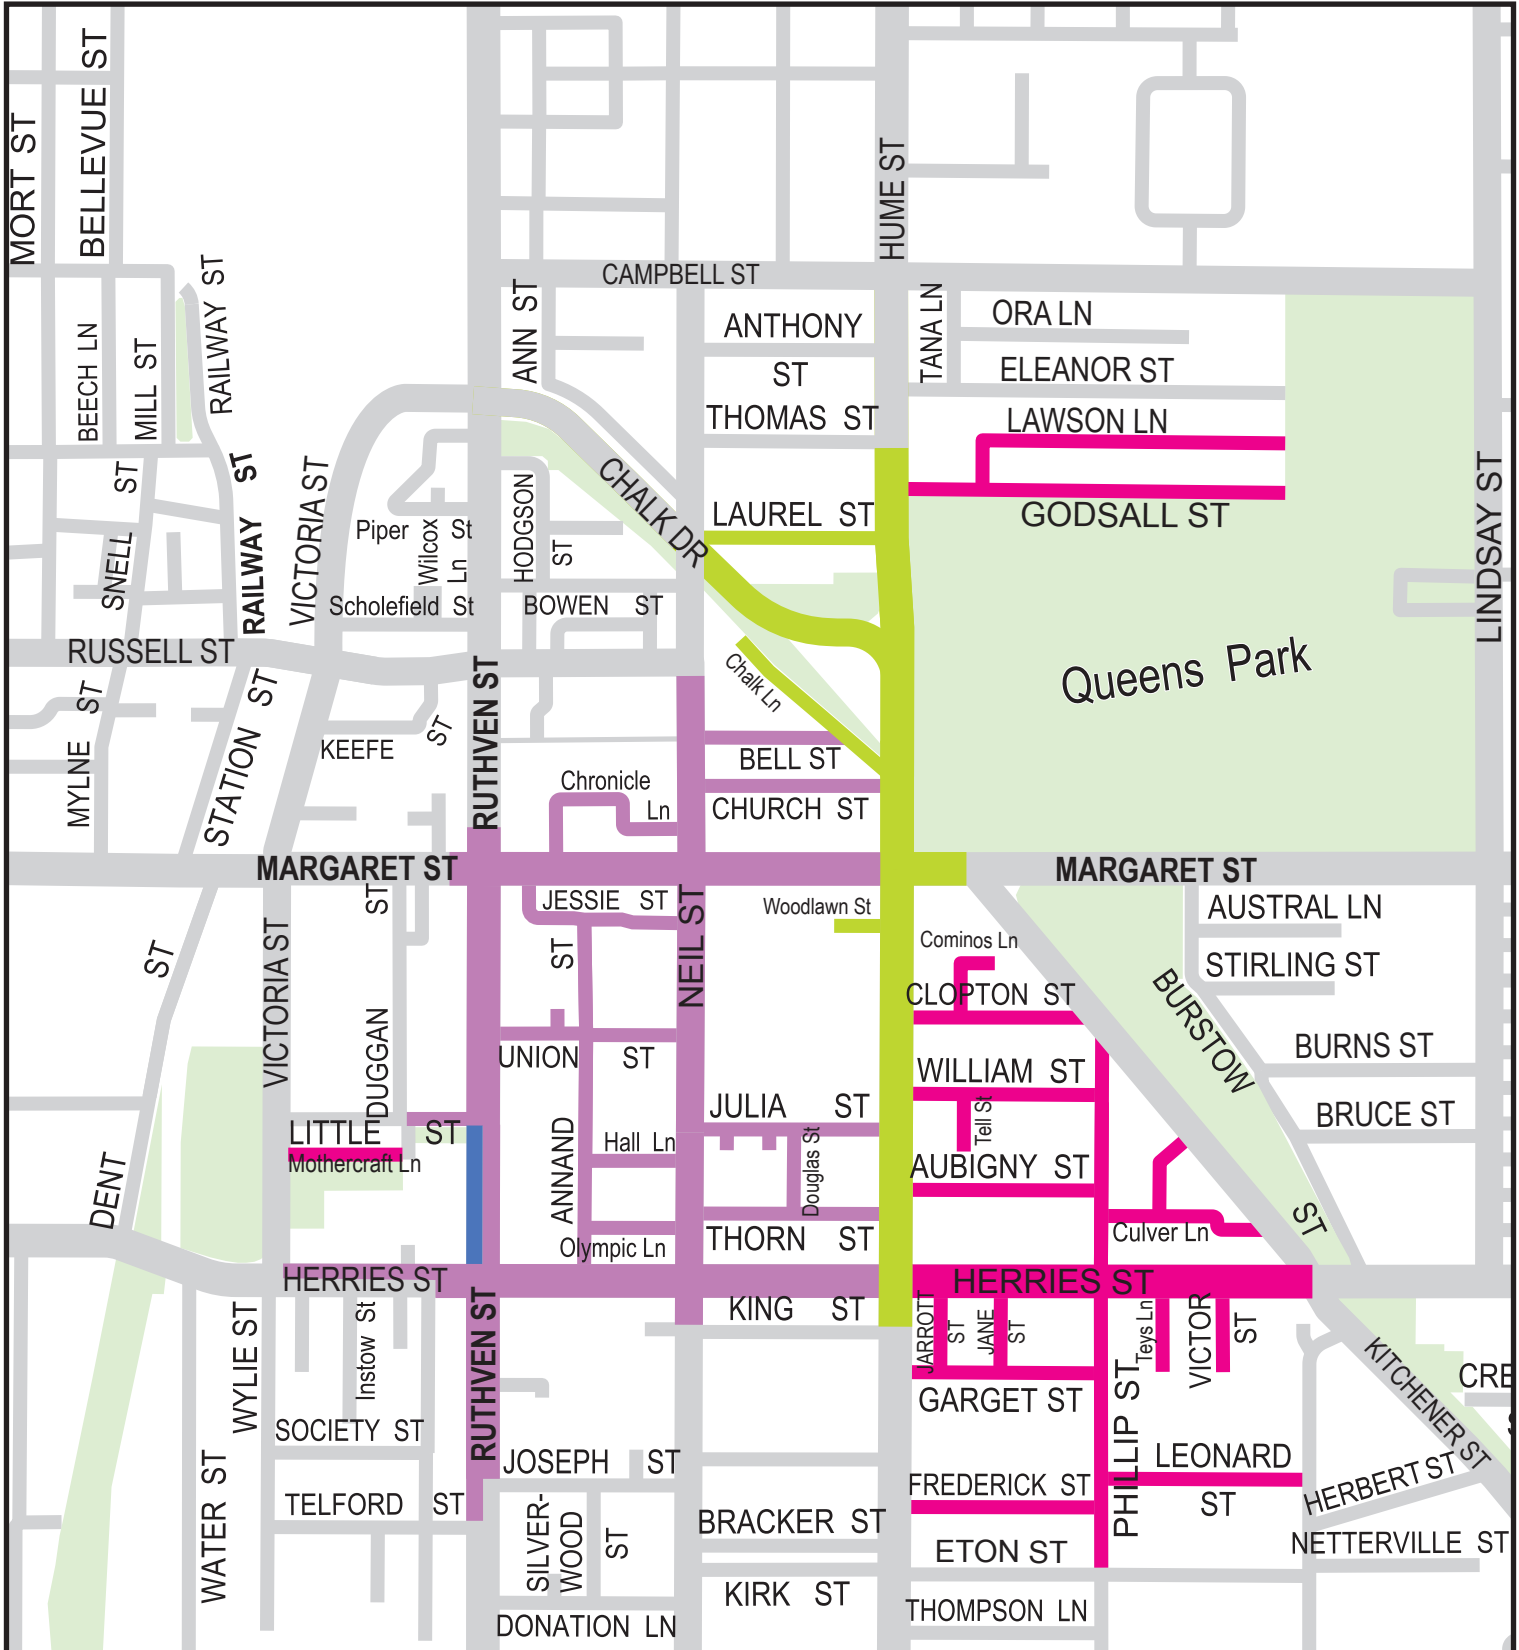 MORT ST
BELLEVUE ST
HUME ST
CAMPBELL ST
RAILWAY ST
BEECH LN
MILL ST
ANN ST
ANTHONY
ST
THOMAS ST
TANA LN
ORA LN
ELEANOR ST
LAWSON LN
GODSALL ST
LINDSAY ST
SNELL ST
RAILWAY ST
VICTORIA ST
Piper St
Wilcox
Ln
Scholefield St
HODGSON
ST
CHALK DR
LAUREL ST
BOWEN ST
RUSSELL ST
Queens Park
MYLNE ST
STATION ST
KEEFE ST
RUTHVEN ST
Chalk Ln
BELL ST
Chronicle
Ln
CHURCH ST
MARGARET ST
MARGARET ST
JESSIE ST
NEIL ST
Woodlawn St
Cominos Ln
AUSTRAL LN
STIRLING ST
DENT ST
VICTORIA ST
DUGGAN ST
CLOPTON ST
BURSTOW ST
UNION ST
ANNAND ST
WILLIAM ST
BURNS ST
JULIA ST
Tell St
BRUCE ST
LITTLE ST
Mothercraft Ln
Hall Ln
Douglas St
AUBIGNY ST
Olympic Ln
THORN ST
Culver Ln
HERRIES ST
HERRIES ST
KING ST
WYLIE ST
Instow St
RUTHVEN ST
JARROTT
ST
JANE
ST
Teys Ln
VICTOR
ST
KITCHENER ST
CRE
GARGET ST
PHILLIP ST
SOCIETY ST
JOSEPH ST
LEONARD
ST
WATER ST
TELFORD ST
FREDERICK ST
HERBERT ST
SILVER-
WOOD
ST
BRACKER ST
ETON ST
NETTERVILLE ST
KIRK ST
DONATION LN
THOMPSON LN